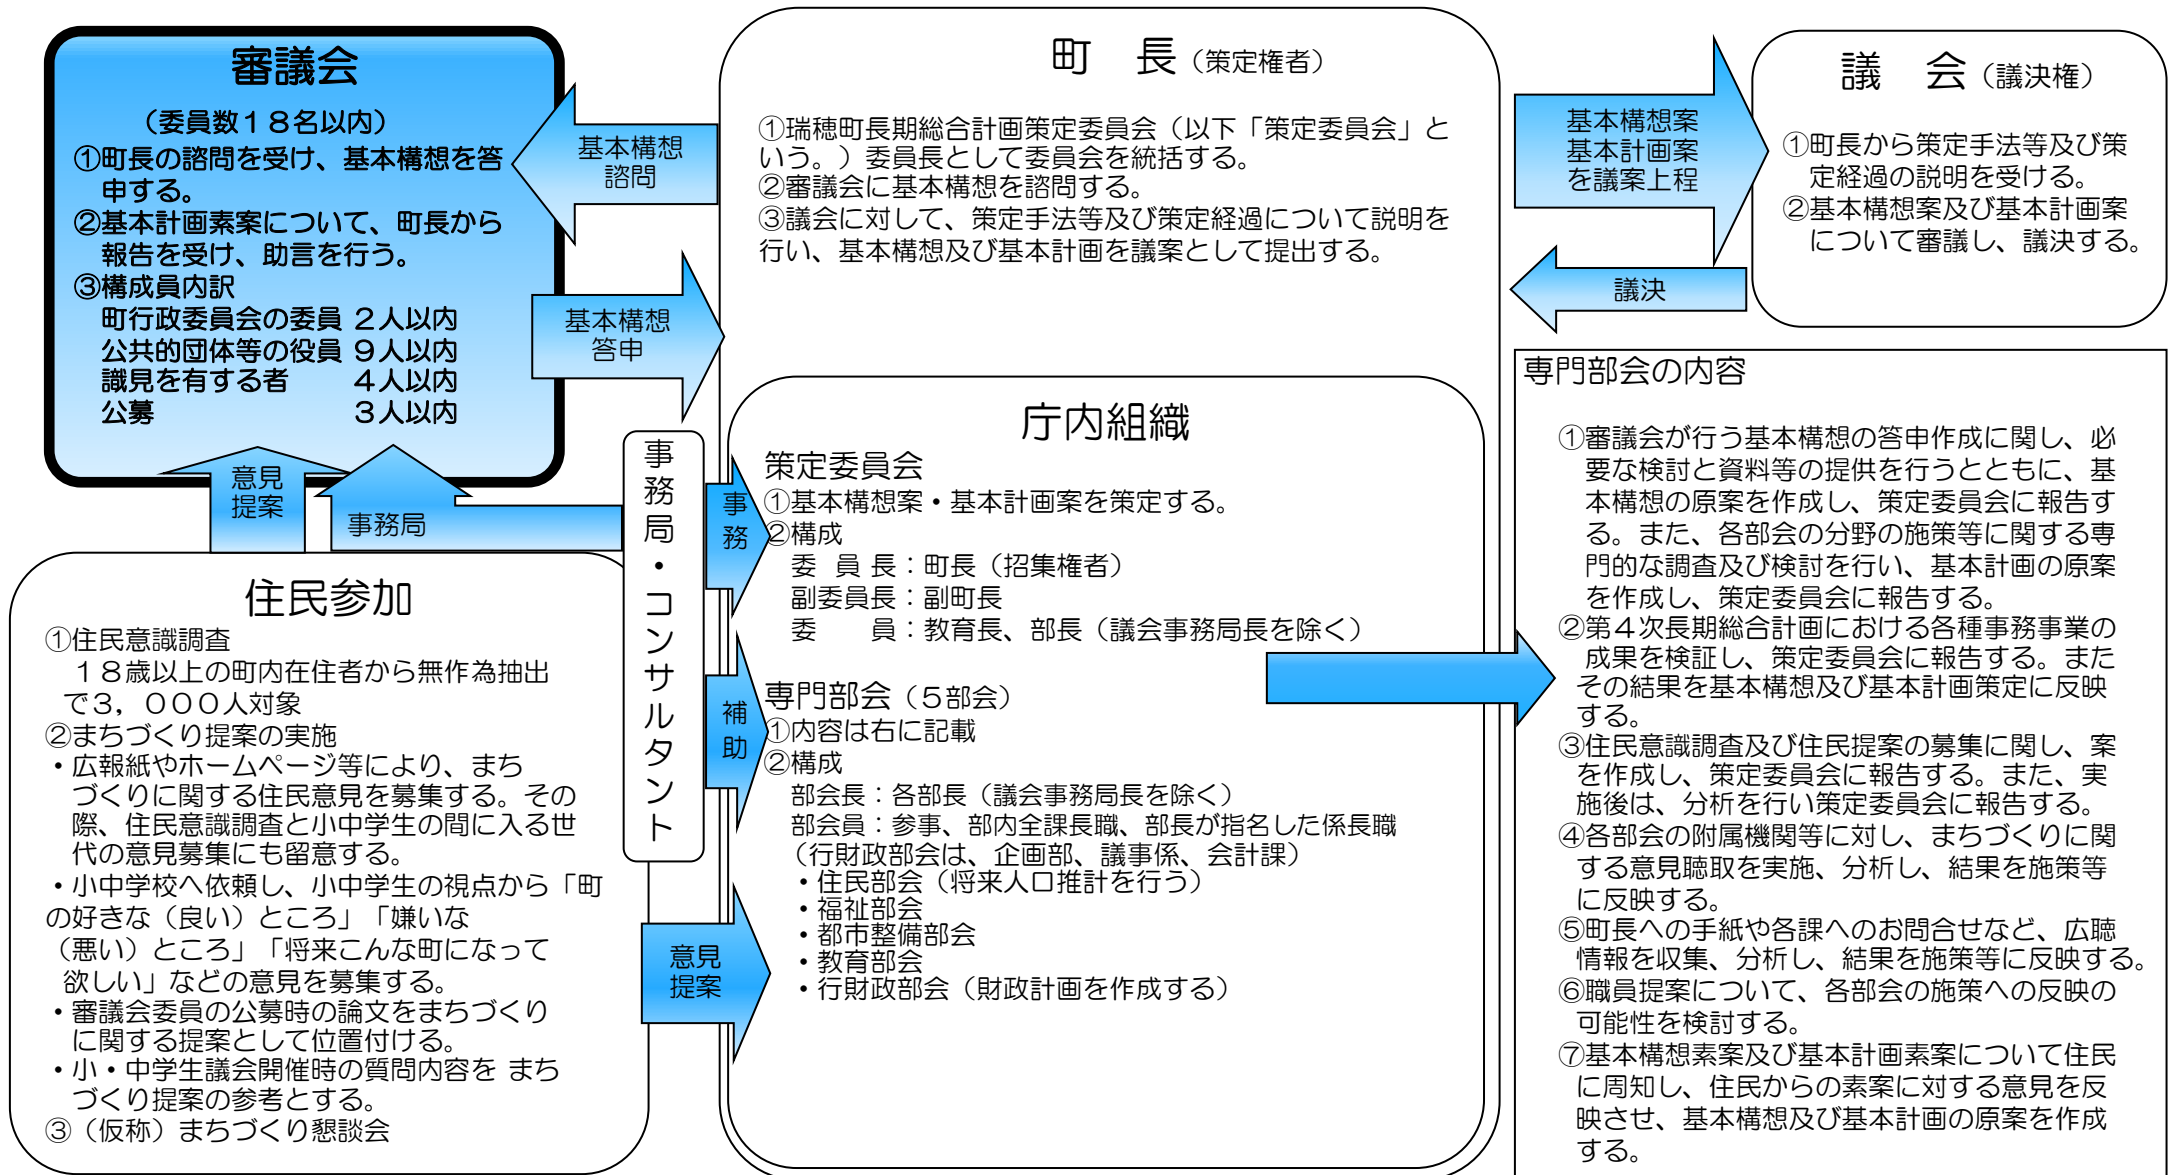 審議会
（委員数１８名以内）
①町長の諮問を受け、基本構想を答
申する。
②基本計画素案について、町長から
報告を受け、助言を行う。
③構成員内訳
町行政委員会の委員 ２人以内
公共的団体等の役員 ９人以内
識見を有する者 ４人以内
公募 ３人以内
基本構想
諮問
基本構想
答申
町 長（策定権者）
①瑞穂町長期総合計画策定委員会（以下「策定委員会」と
いう。）委員長として委員会を統括する。
②審議会に基本構想を諮問する。
③議会に対して、策定手法等及び策定経過について説明を
行い、基本構想及び基本計画を議案として提出する。
基本構想案
基本計画案
を議案上程
議決
議 会（議決権）
①町長から策定手法等及び策
定経過の説明を受ける。
②基本構想案及び基本計画案
について審議し、議決する。
意見
提案
事務局
事務局・コンサルタント
事務
補助
意見
提案
住民参加
①住民意識調査
１８歳以上の町内在住者から無作為抽出
で３，０００人対象
②まちづくり提案の実施
・広報紙やホームページ等により、まち
づくりに関する住民意見を募集する。その
際、住民意識調査と小中学生の間に入る世
代の意見募集にも留意する。
・小中学校へ依頼し、小中学生の視点から「町
の好きな（良い）ところ」「嫌いな
（悪い）ところ」「将来こんな町になって
欲しい」などの意見を募集する。
・審議会委員の公募時の論文をまちづくり
に関する提案として位置付ける。
・小・中学生議会開催時の質問内容を まち
づくり提案の参考とする。
③（仮称）まちづくり懇談会
庁内組織
策定委員会
①基本構想案・基本計画案を策定する。
②構成
委 員 長：町長（招集権者）
副委員長：副町長
委 員：教育長、部長（議会事務局長を除く）
専門部会（５部会）
①内容は右に記載
②構成
部会長：各部長（議会事務局長を除く）
部会員：参事、部内全課長職、部長が指名した係長職
（行財政部会は、企画部、議事係、会計課）
・住民部会（将来人口推計を行う）
・福祉部会
・都市整備部会
・教育部会
・行財政部会（財政計画を作成する）
専門部会の内容
①審議会が行う基本構想の答申作成に関し、必
要な検討と資料等の提供を行うとともに、基
本構想の原案を作成し、策定委員会に報告す
る。また、各部会の分野の施策等に関する専
門的な調査及び検討を行い、基本計画の原案
を作成し、策定委員会に報告する。
②第４次長期総合計画における各種事務事業の
成果を検証し、策定委員会に報告する。また
その結果を基本構想及び基本計画策定に反映
する。
③住民意識調査及び住民提案の募集に関し、案
を作成し、策定委員会に報告する。また、実
施後は、分析を行い策定委員会に報告する。
④各部会の附属機関等に対し、まちづくりに関
する意見聴取を実施、分析し、結果を施策等
に反映する。
⑤町長への手紙や各課へのお問合せなど、広聴
情報を収集、分析し、結果を施策等に反映する。
⑥職員提案について、各部会の施策への反映の
可能性を検討する。
⑦基本構想素案及び基本計画素案について住民
に周知し、住民からの素案に対する意見を反
映させ、基本構想及び基本計画の原案を作成
する。